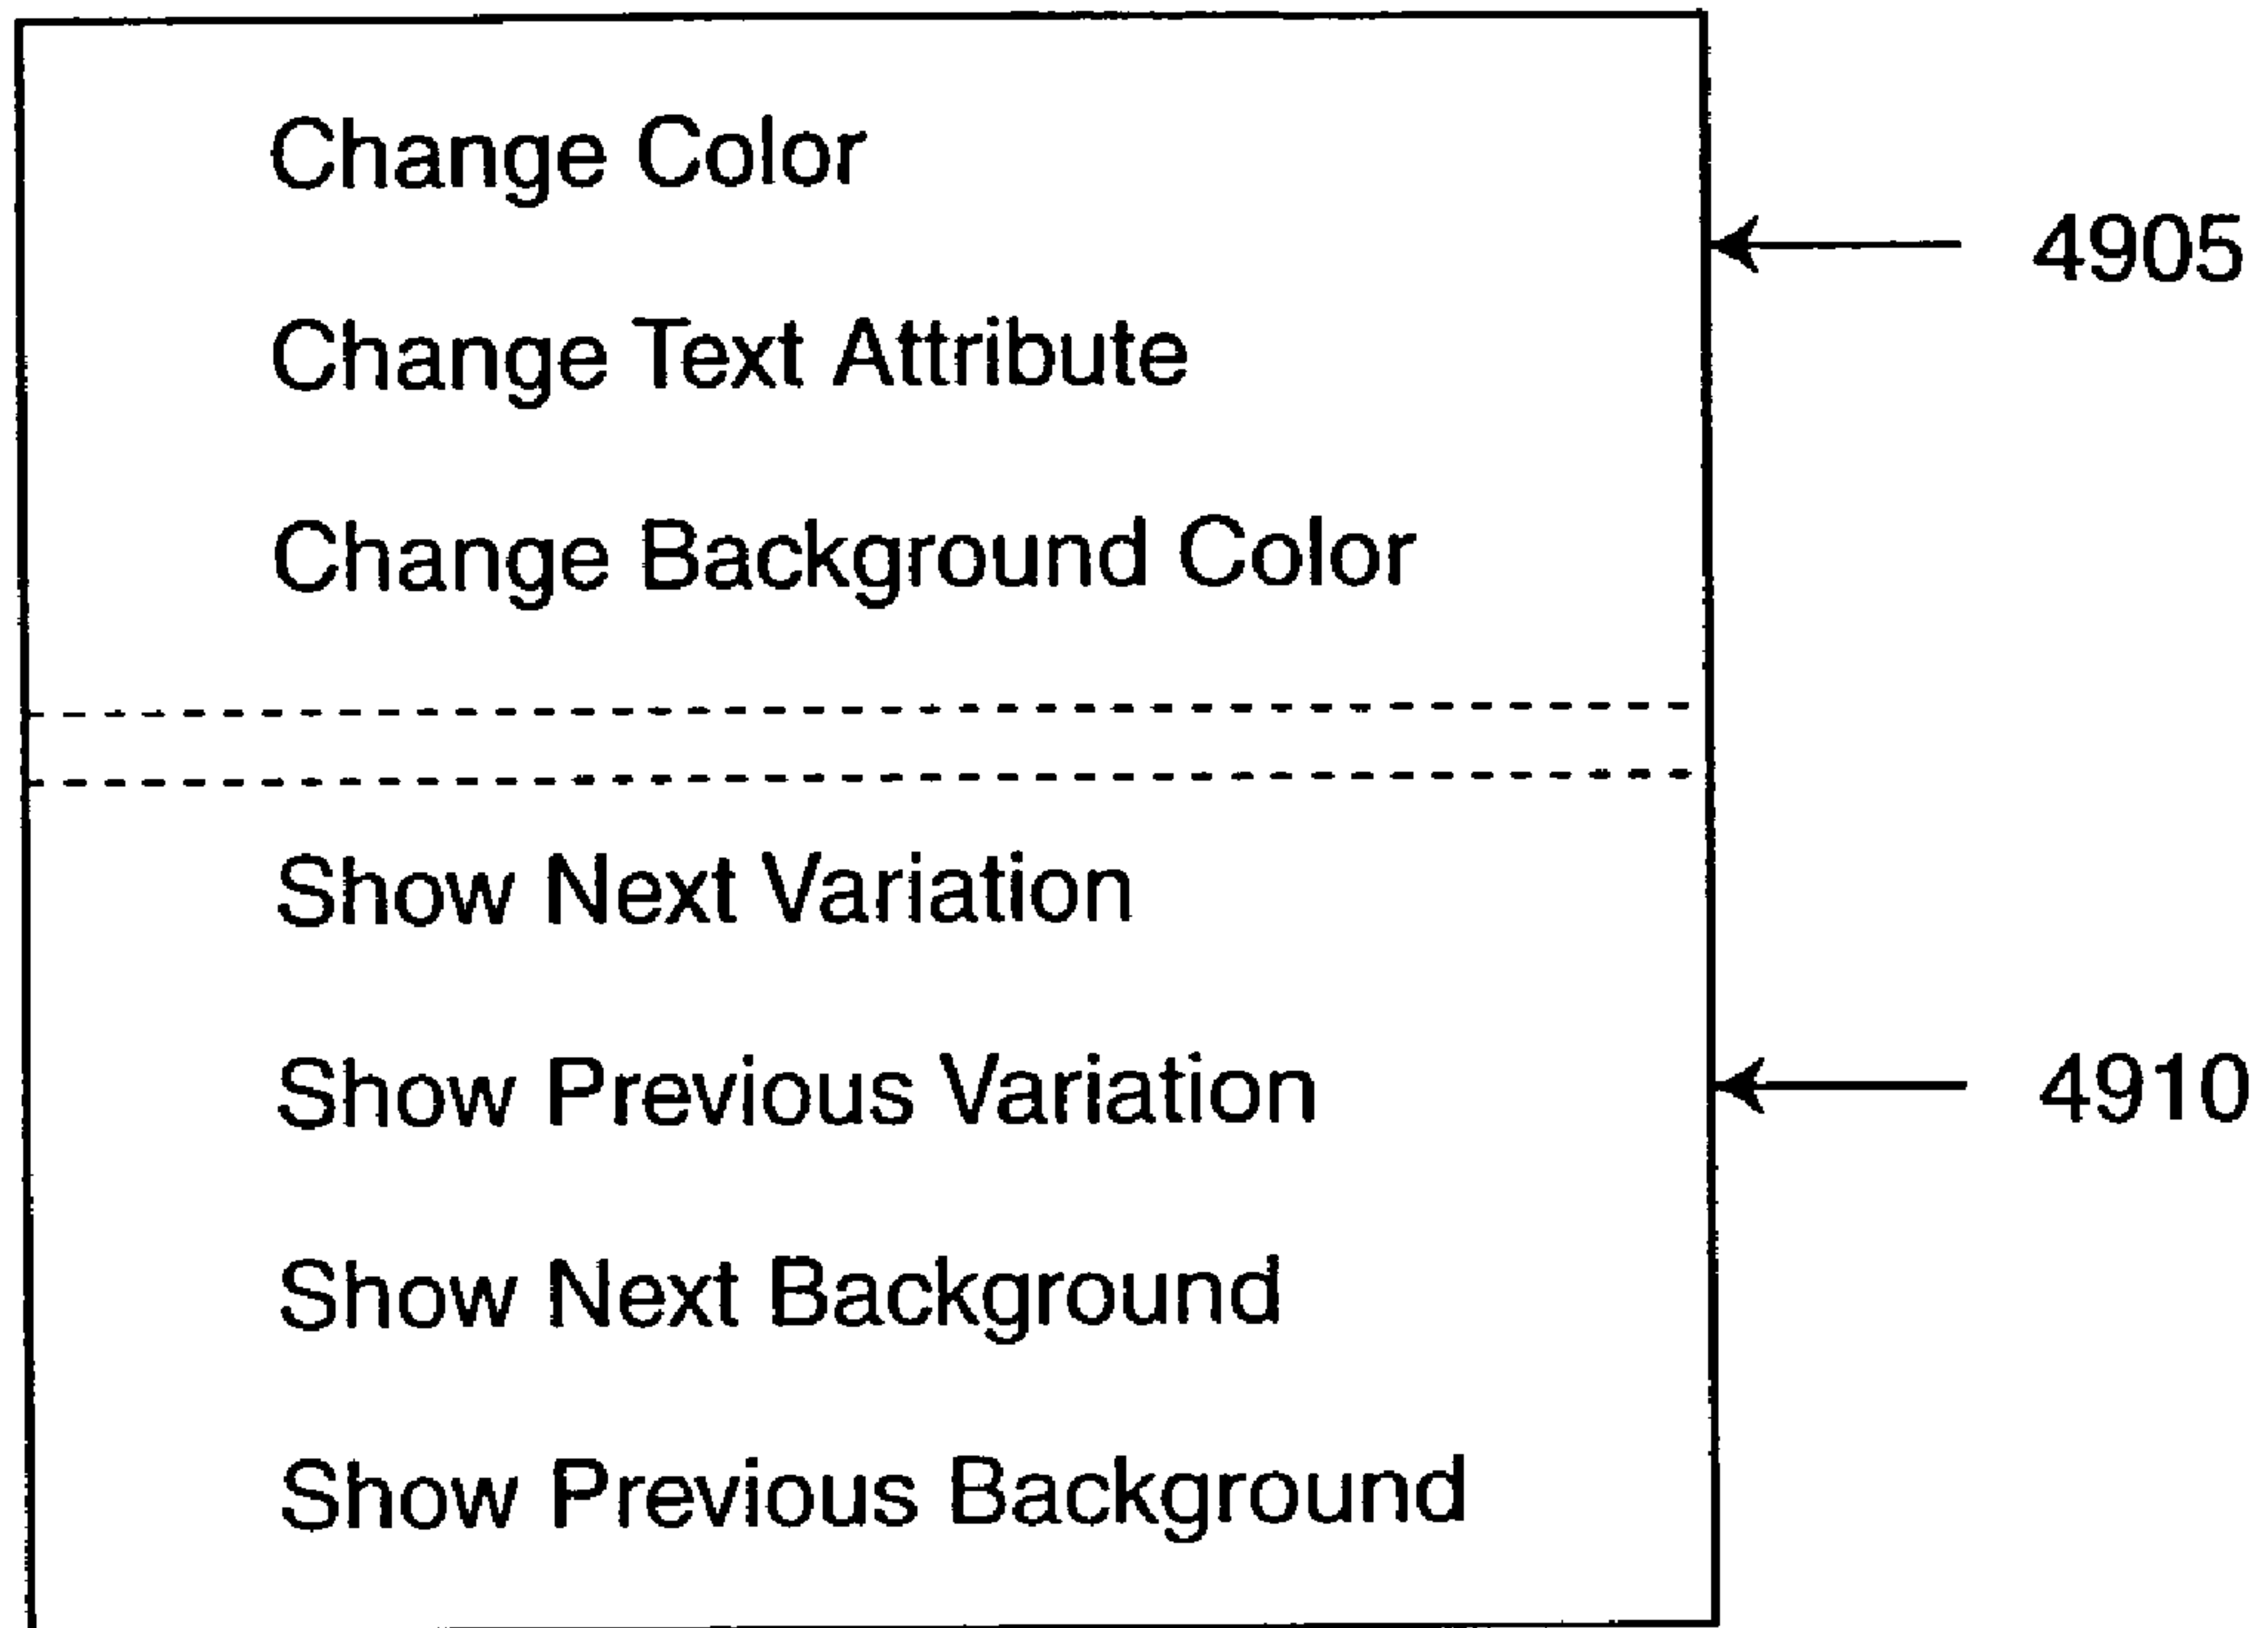 Change Color
4905
Change Text Attribute
Change Background Color
Show Next Variation
Show Previous Variation
4910
Show Next Background
Show Previous Background